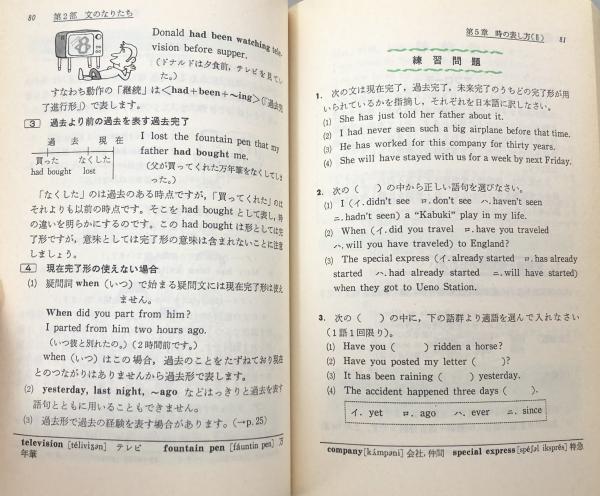 80 第2部 文のなりたち
Donald had been watching tele-
vision before supper.
(ドナルドは夕食前,テレビを見てい
た。)
すなわち動作の「継続」は<had+been+~ing>(「過去完
了進行形」)で表します。
3 過去より前の過去を表す過去完了
過去 現在
買った なくした
had bought lost
I lost the fountain pen that my
father had bought me.
(父が買ってくれた万年筆をなくしてしま
った。)
「なくした」のは過去のある時点ですが,「買ってくれた」のは
それよりも以前の時点です。そこを had bought として表し,時
の違いを明らかにするのです。この had bought は形としては完
了形ですが,意味としては完了形の意味は含まれないことに注意
しましょう。
4 現在完了形の使えない場合
(1) 疑問詞 when (いつ) で始まる疑問文には現在完了形は使え
ません。
When did you part from him?
I parted from him two hours ago.
(いつ彼と別れたの。) (2時間前です。)
when (いつ) はこの場合,過去のことをたずねており現在
とのつながりはありませんから過去形で表します。
(2) yesterday, last night, ~ago などはっきりと過去を表す
語句とともに用いることもできません。
(3) 過去形で過去の経験を表す場合があります。(→p. 25)
television [téliviʒən] テレビ fountain pen [fáuntin pen] 万
年筆
第5章 時の表し方(Ⅱ) 81
練習問題
1. 次の文は現在完了,過去完了,未来完了のうちどの完了形が用
いられているかを指摘し,それぞれを日本語に訳しなさい。
(1) She has just told her father about it.
(2) I had never seen such a big airplane before that time.
(3) He has worked for this company for thirty years.
(4) She will have stayed with us for a week by next Friday.
2. 次の( )の中から正しい語句を選びなさい。
(1) I (イ. didn't see ロ. don't see ハ. haven't seen
ニ. hadn't seen) a "Kabuki" play in my life.
(2) When (イ. did you travel ロ. have you traveled
ハ. will you have traveled) to England?
(3) The special express (イ. already started ロ. has already
started ハ. had already started ニ. will have started)
when they got to Ueno Station.
3. 次の( )の中に,下の語群より適語を選んで入れなさい
(1語1回限り)。
(1) Have you ( ) ridden a horse?
(2) Have you posted my letter ( )?
(3) It has been raining ( ) yesterday.
(4) The accident happened three days ( ).
イ. yet ロ. ago ハ. ever ニ. since
company [kʌ́mpəni] 会社, 仲間 special express [spéʃəl iksprés] 特急